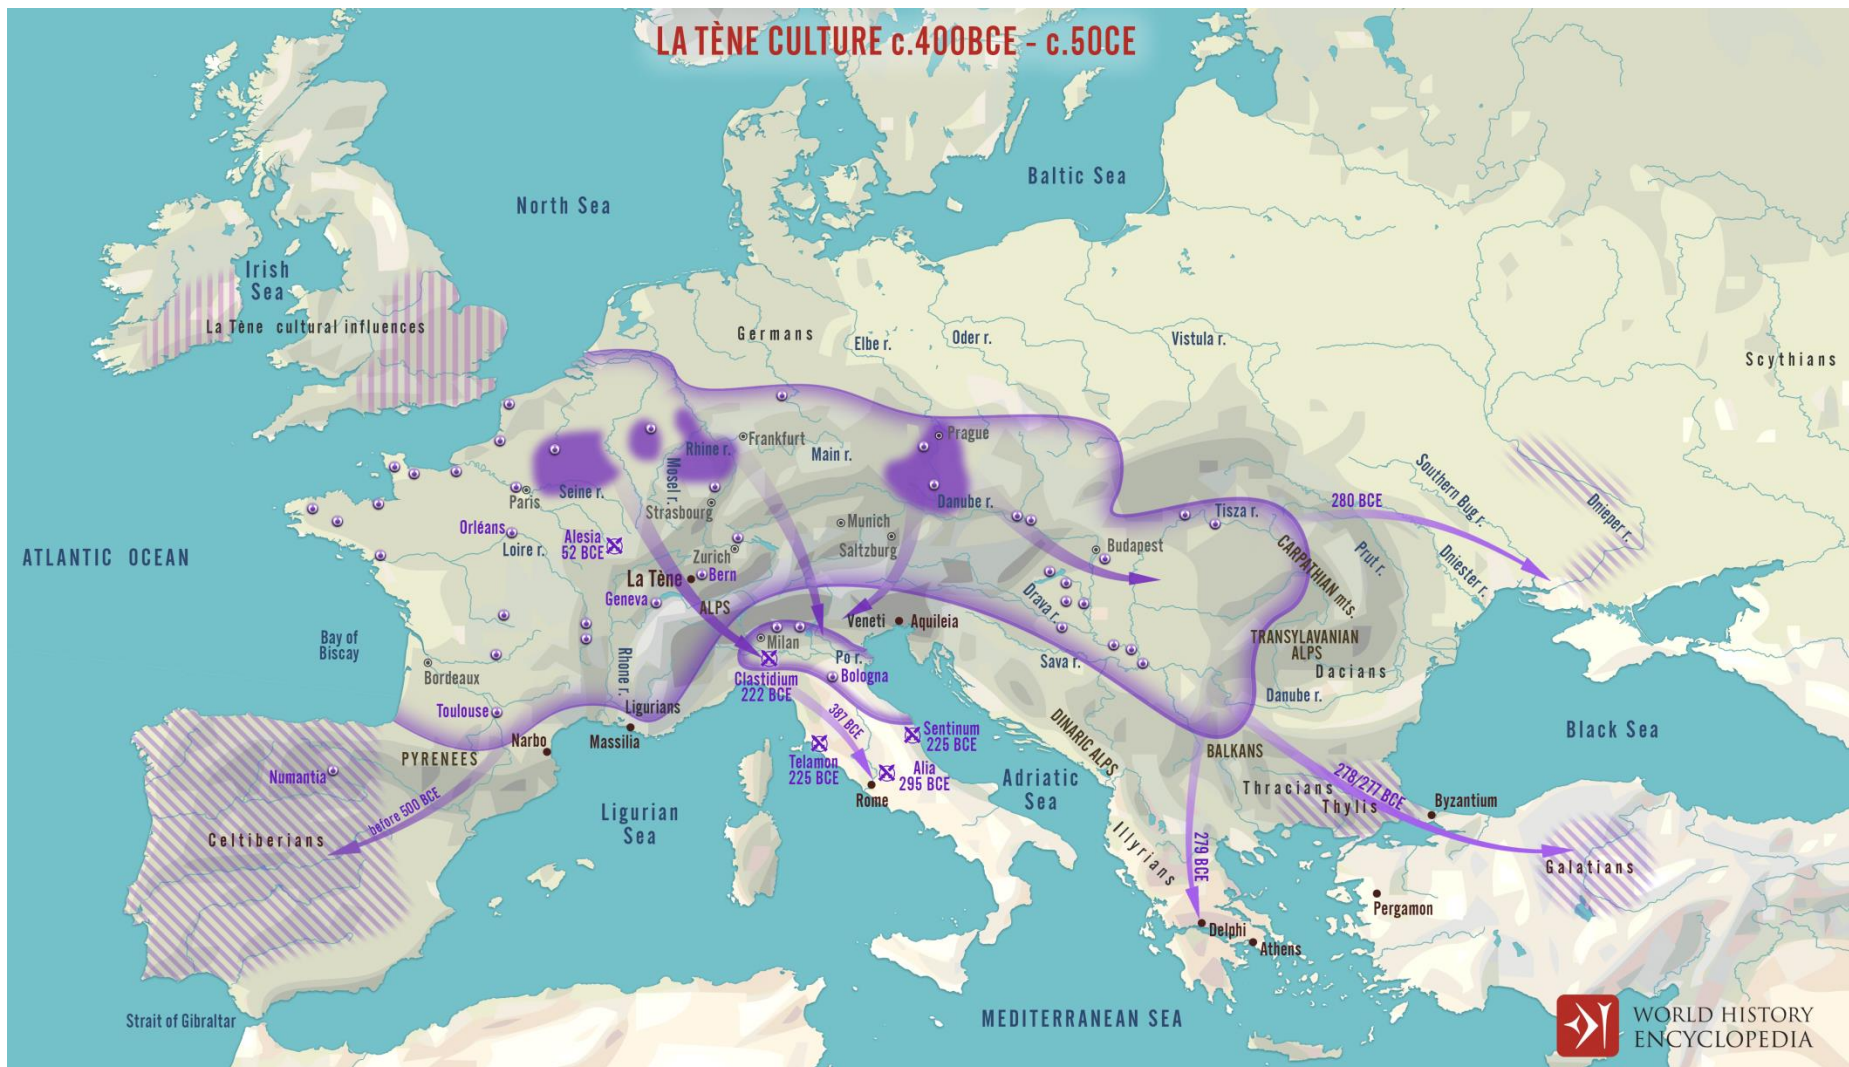 LA TÈNE CULTURE c.400BCE - c.50CE
Baltic Sea
North Sea
Irish
Sea
La Tène cultural influences
Germans
Elbe r.
Oder r.
Vistula r.
Scythians
Prague
Frankfurt
Rhine r.
Main r.
Mosel r.
Seine r.
Paris
Strasbourg
Danube r.
Munich
Saltzburg
Tisza r.
280 BCE
Southern Bug r.
Dnieper r.
Dniester r.
Prut r.
Orléans
Loire r.
Alesia
52 BCE
Zurich
Budapest
ATLANTIC OCEAN
La Tène
Bern
Geneva
ALPS
CARPATHIAN mts.
Drava r.
Veneti
Aquileia
Bay of
Biscay
Milan
Po r.
Sava r.
TRANSYLAVANIAN
ALPS
Dacians
Rhone r.
Bordeaux
Clastidium
222 BCE
Bologna
Danube r.
Toulouse
Ligurians
387 BCE
Narbo
Massilia
Sentinum
225 BCE
DINARIC ALPS
Black Sea
PYRENEES
BALKANS
Telamon
225 BCE
Alia
295 BCE
Numantia
Adriatic
Sea
Thracians
Thylis
278/277 BCE
Byzantium
Rome
before 500 BCE
Ligurian
Sea
Celtiberians
Illyrians
279 BCE
Galatians
Pergamon
Delphi
Athens
Strait of Gibraltar
MEDITERRANEAN SEA
WORLD HISTORY
ENCYCLOPEDIA